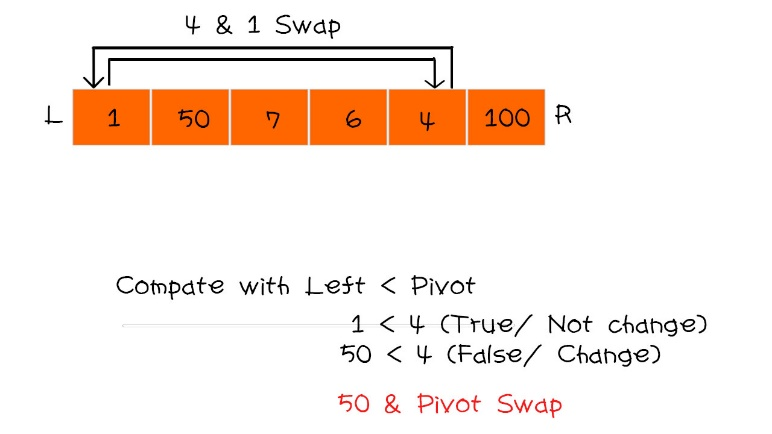 4 & 1 Swap
L 1 50 7 6 4 100 R
Compate with Left < Pivot
1 < 4 (True/ Not change)
50 < 4 (False/ Change)
50 & Pivot Swap